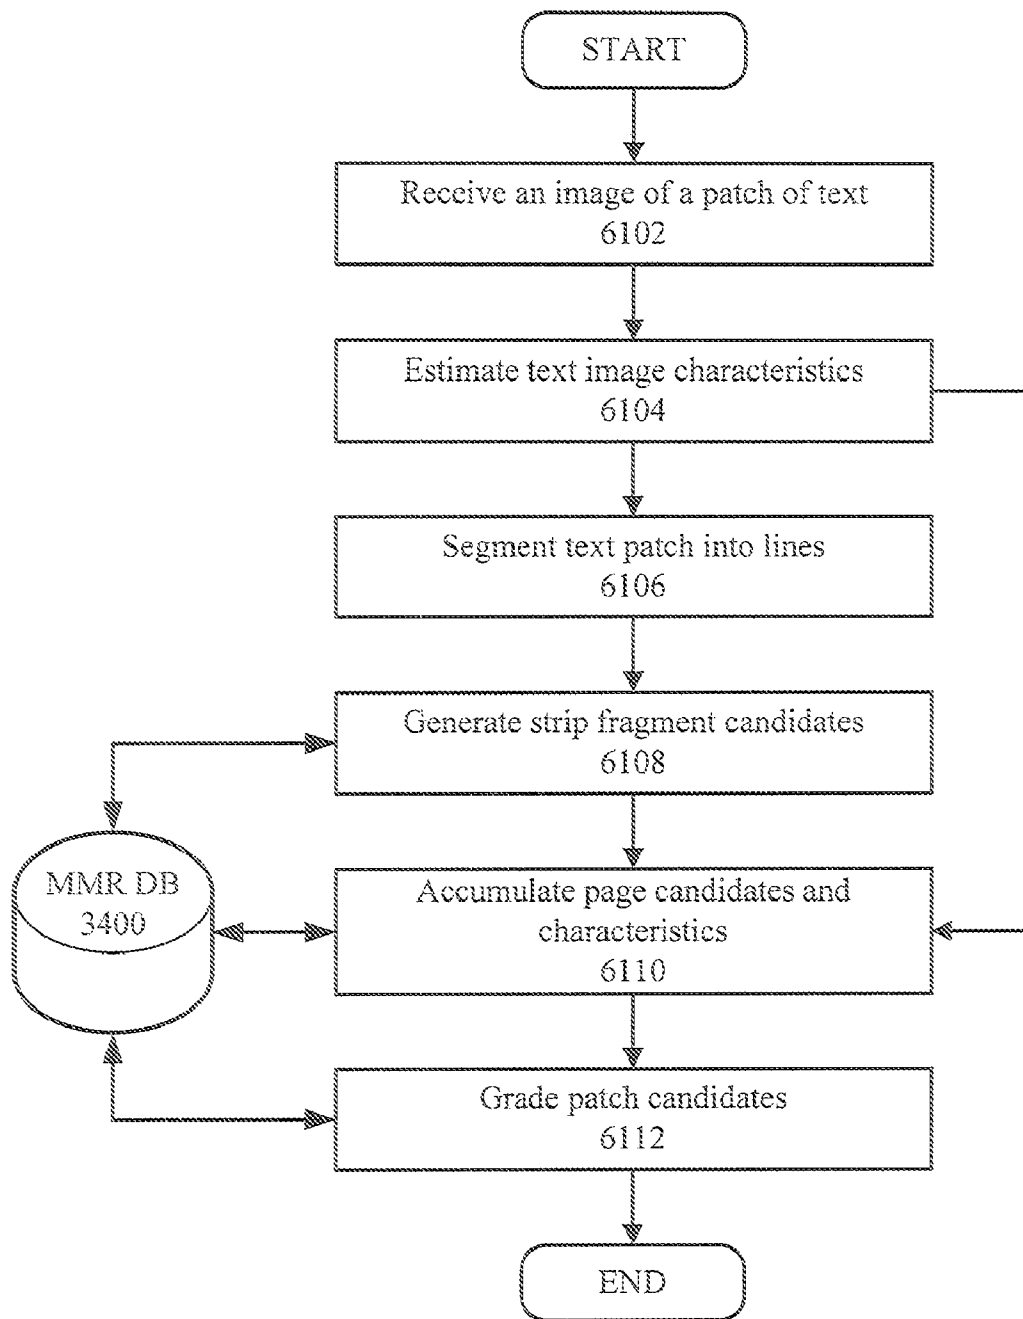 START
Receive an image of a patch of text
6102
Estimate text image characteristics
6104
Segment text patch into lines
6106
Generate strip fragment candidates
6108
MMR DB
3400
Accumulate page candidates and
characteristics
6110
Grade patch candidates
6112
END